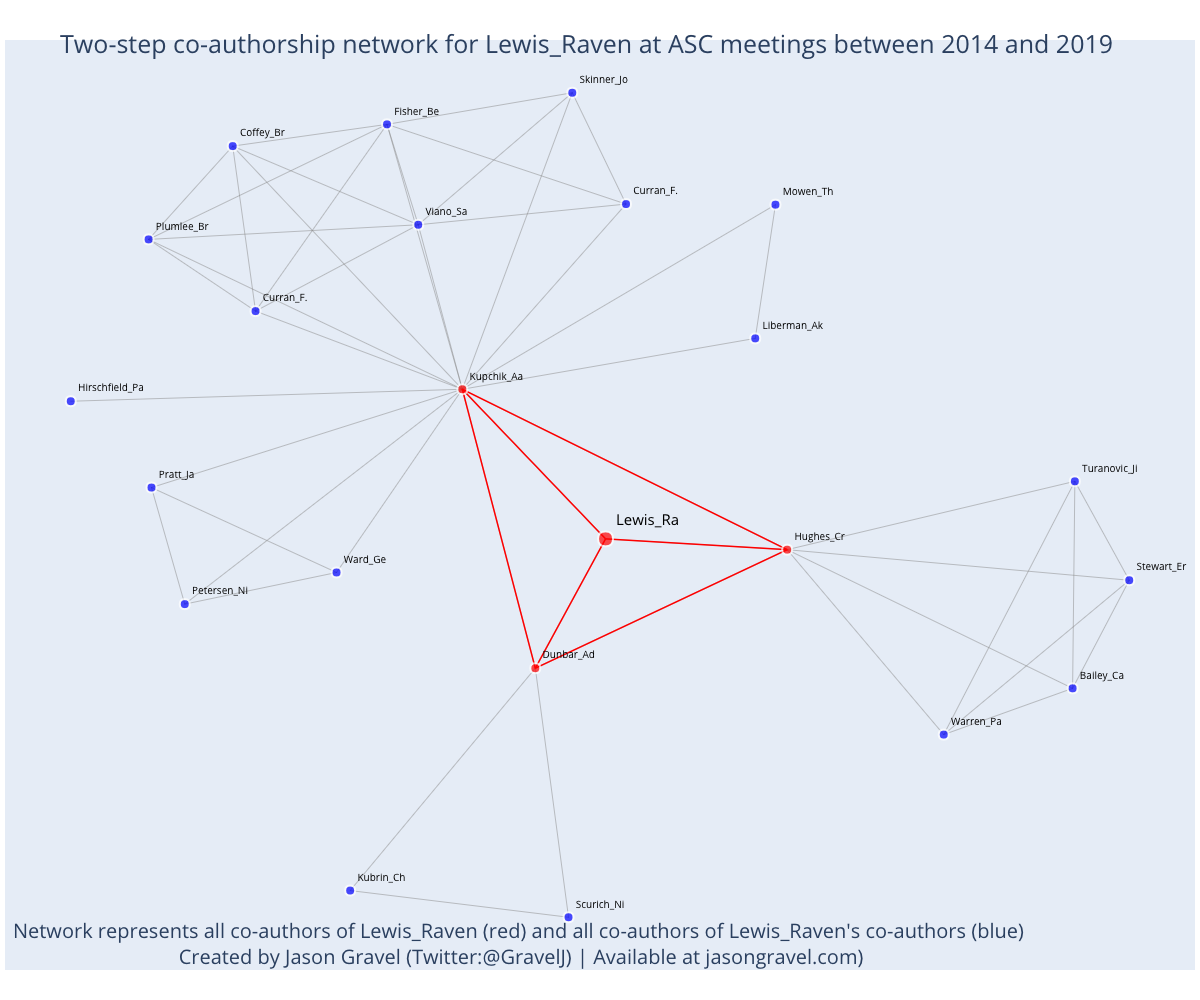 Two-step co-authorship network for Lewis_Raven at ASC meetings between 2014 and 2019
Skinner_Jo
Fisher_Be
Coffey_Br
Curran_F.
Mowen_Th
Viano_Sa
Plumlee_Br
Curran_F.
Liberman_Ak
Kupchik_Aa
Hirschfield_Pa
Turanovic_Ji
Pratt_Ja
Lewis_Ra
Hughes_Cr
Ward_Ge
Stewart_Er
Petersen_Ni
Dunbar_Ad
Bailey_Ca
Warren_Pa
Kubrin_Ch
Scurich_Ni
Network represents all co-authors of Lewis_Raven (red) and all co-authors of Lewis_Raven's co-authors (blue)
Created by Jason Gravel (Twitter:@GravelJ) | Available at jasongravel.com)